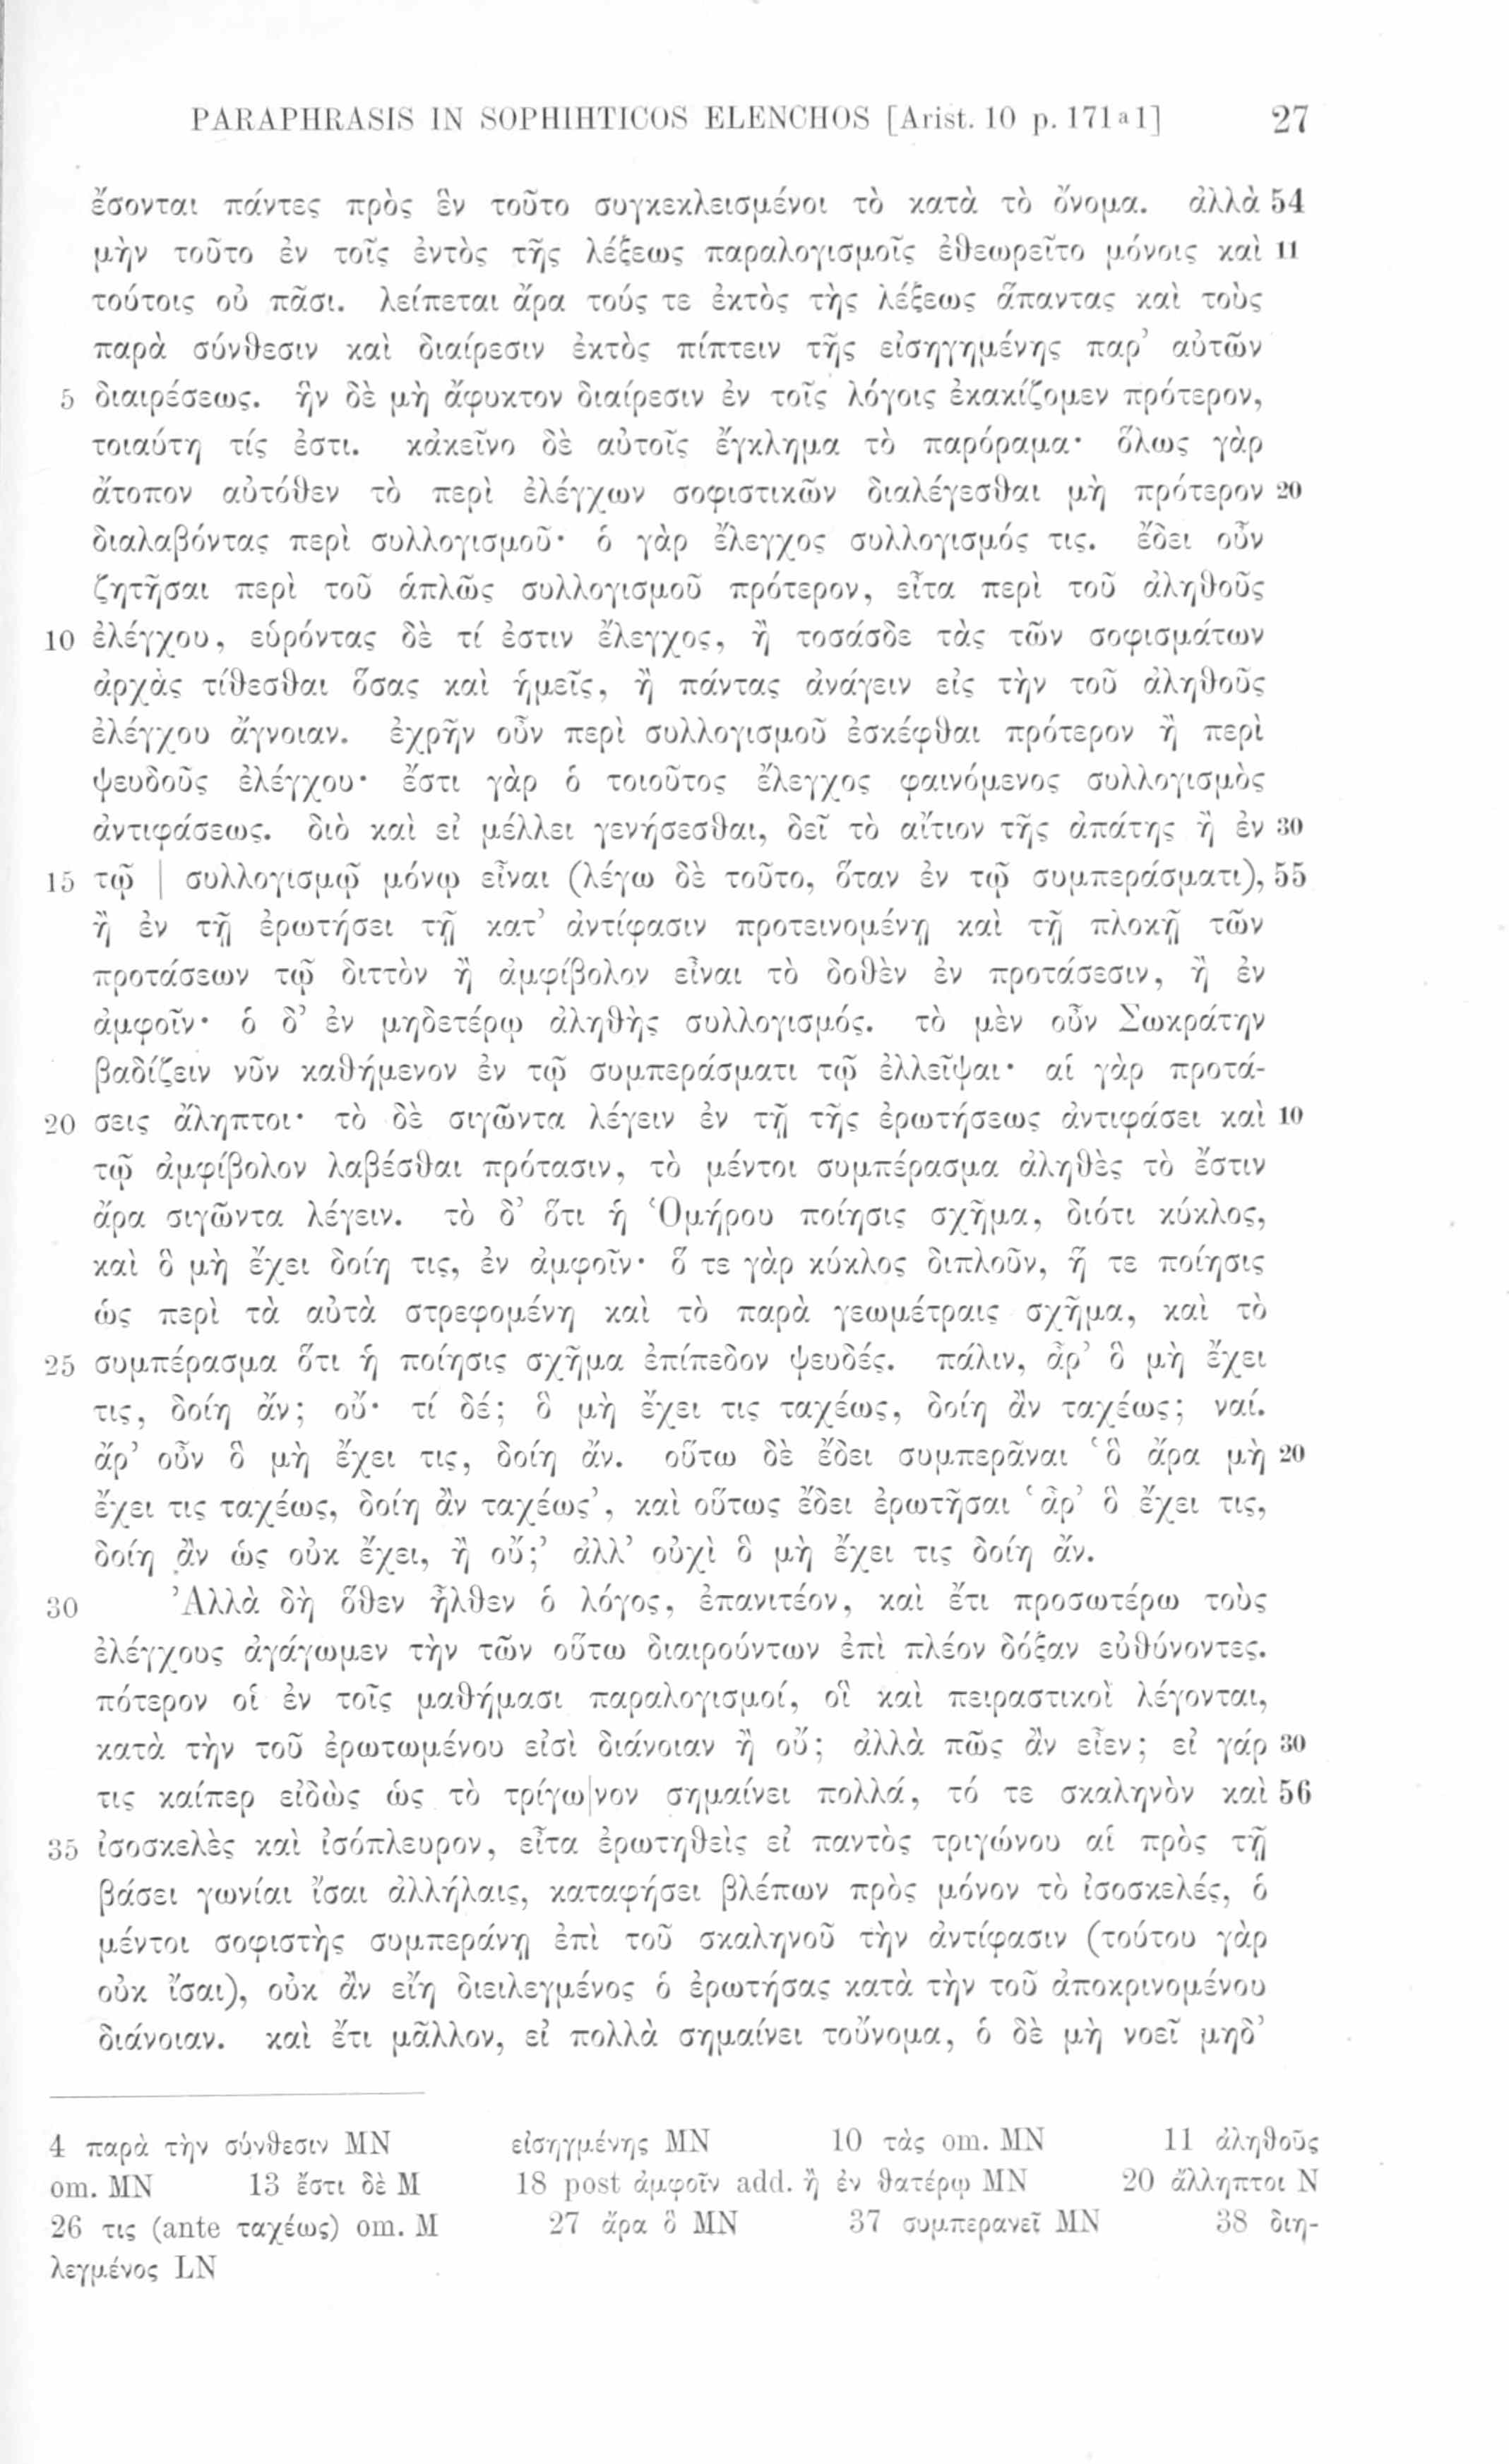 PARAPHRASIS IN SOPHIHTICOS ELENCHOS [Arist. 10 p. 171ᵃ1] 27
ἔσονται πάντες πρὸς ἓν τοῦτο συγκεκλεισμένοι τὸ κατὰ τὸ ὄνομα. ἀλλὰ 54
μὴν τοῦτο ἐν τοῖς ἐντὸς τῆς λέξεως παραλογισμοῖς ἐθεωρεῖτο μόνοις καὶ 11
τούτοις οὐ πᾶσι. λείπεται ἄρα τούς τε ἐκτὸς τῆς λέξεως ἅπαντας καὶ τοὺς
παρὰ σύνθεσιν καὶ διαίρεσιν ἐκτὸς πίπτειν τῆς εἰσηγημένης παρ’ αὐτῶν
5 διαιρέσεως. ἣν δὲ μὴ ἄφυκτον διαίρεσιν ἐν τοῖς λόγοις ἐκακίζομεν πρότερον,
τοιαύτη τίς ἐστι. κἀκεῖνο δὲ αὐτοῖς ἔγκλημα τὸ παρόραμα· ὅλως γὰρ
ἄτοπον αὐτόθεν τὸ περὶ ἐλέγχων σοφιστικῶν διαλέγεσθαι μὴ πρότερον 20
διαλαβόντας περὶ συλλογισμοῦ· ὁ γὰρ ἔλεγχος συλλογισμός τις. ἔδει οὖν
ζητῆσαι περὶ τοῦ ἁπλῶς συλλογισμοῦ πρότερον, εἶτα περὶ τοῦ ἀληθοῦς
10 ἐλέγχου, εὑρόντας δὲ τί ἐστιν ἔλεγχος, ἢ τοσάσδε τὰς τῶν σοφισμάτων
ἀρχὰς τίθεσθαι ὅσας καὶ ἡμεῖς, ἢ πάντας ἀνάγειν εἰς τὴν τοῦ ἀληθοῦς
ἐλέγχου ἄγνοιαν. ἐχρῆν οὖν περὶ συλλογισμοῦ ἐσκέφθαι πρότερον ἢ περὶ
ψευδοῦς ἐλέγχου· ἔστι γὰρ ὁ τοιοῦτος ἔλεγχος φαινόμενος συλλογισμὸς
ἀντιφάσεως. διὸ καὶ εἰ μέλλει γενήσεσθαι, δεῖ τὸ αἴτιον τῆς ἀπάτης ἢ ἐν 30
15 τῷ | συλλογισμῷ μόνῳ εἶναι (λέγω δὲ τοῦτο, ὅταν ἐν τῷ συμπεράσματι), 55
ἢ ἐν τῇ ἐρωτήσει τῇ κατ’ ἀντίφασιν προτεινομένῃ καὶ τῇ πλοκῇ τῶν
προτάσεων τῷ διττὸν ἢ ἀμφίβολον εἶναι τὸ δοθὲν ἐν προτάσεσιν, ἢ ἐν
ἀμφοῖν· ὁ δ’ ἐν μηδετέρῳ ἀληθὴς συλλογισμός. τὸ μὲν οὖν Σωκράτην
βαδίζειν νῦν καθήμενον ἐν τῷ συμπεράσματι τῷ ἐλλεῖψαι· αἱ γὰρ προτά-
20 σεις ἄληπτοι· τὸ δὲ σιγῶντα λέγειν ἐν τῇ τῆς ἐρωτήσεως ἀντιφάσει καὶ 10
τῷ ἀμφίβολον λαβέσθαι πρότασιν, τὸ μέντοι συμπέρασμα ἀληθὲς τὸ ἔστιν
ἄρα σιγῶντα λέγειν. τὸ δ’ ὅτι ἡ Ὁμήρου ποίησις σχῆμα, διότι κύκλος,
καὶ ὃ μὴ ἔχει δοίη τις, ἐν ἀμφοῖν· ὅ τε γὰρ κύκλος διπλοῦν, ἥ τε ποίησις
ὡς περὶ τὰ αὐτὰ στρεφομένη καὶ τὸ παρὰ γεωμέτραις σχῆμα, καὶ τὸ
25 συμπέρασμα ὅτι ἡ ποίησις σχῆμα ἐπίπεδον ψευδές. πάλιν, ἆρ’ ὃ μὴ ἔχει
τις, δοίη ἄν; οὔ· τί δέ; ὃ μὴ ἔχει τις ταχέως, δοίη ἂν ταχέως; ναί.
ἄρ’ οὖν ὃ μὴ ἔχει τις, δοίη ἄν. οὕτω δὲ ἔδει συμπερᾶναι ‘ὃ ἄρα μὴ 20
ἔχει τις ταχέως, δοίη ἂν ταχέως’, καὶ οὕτως ἔδει ἐρωτῆσαι ‘ἆρ’ ὃ ἔχει τις,
δοίη ἂν ὡς οὐκ ἔχει, ἢ οὔ;’ ἀλλ’ οὐχὶ ὃ μὴ ἔχει τις δοίη ἄν.
30 Ἀλλὰ δὴ ὅθεν ἦλθεν ὁ λόγος, ἐπανιτέον, καὶ ἔτι προσωτέρω τοὺς
ἐλέγχους ἀγάγωμεν τὴν τῶν οὕτω διαιρούντων ἐπὶ πλέον δόξαν εὐθύνοντες.
πότερον οἱ ἐν τοῖς μαθήμασι παραλογισμοί, οἳ καὶ πειραστικοὶ λέγονται,
κατὰ τὴν τοῦ ἐρωτωμένου εἰσὶ διάνοιαν ἢ οὔ; ἀλλὰ πῶς ἂν εἶεν; εἰ γάρ 30
τις καίπερ εἰδὼς ὡς τὸ τρίγω|νον σημαίνει πολλά, τό τε σκαληνὸν καὶ 56
35 ἰσοσκελὲς καὶ ἰσόπλευρον, εἶτα ἐρωτηθεὶς εἰ παντὸς τριγώνου αἱ πρὸς τῇ
βάσει γωνίαι ἴσαι ἀλλήλαις, καταφήσει βλέπων πρὸς μόνον τὸ ἰσοσκελές, ὁ
μέντοι σοφιστὴς συμπεράνῃ ἐπὶ τοῦ σκαληνοῦ τὴν ἀντίφασιν (τούτου γὰρ
οὐκ ἴσαι), οὐκ ἂν εἴη διειλεγμένος ὁ ἐρωτήσας κατὰ τὴν τοῦ ἀποκρινομένου
διάνοιαν. καὶ ἔτι μᾶλλον, εἰ πολλὰ σημαίνει τοὔνομα, ὁ δὲ μὴ νοεῖ μηδ’
4 παρὰ τὴν σύνθεσιν MN εἰσηγμένης MN 10 τὰς om. MN 11 ἀληθοῦς
om. MN 13 ἔστι δὲ M 18 post ἀμφοῖν add. ἢ ἐν θατέρῳ MN 20 ἄλληπτοι N
26 τις (ante ταχέως) om. M 27 ἄρα ὃ MN 37 συμπερανεῖ MN 38 διη-
λεγμένος LN